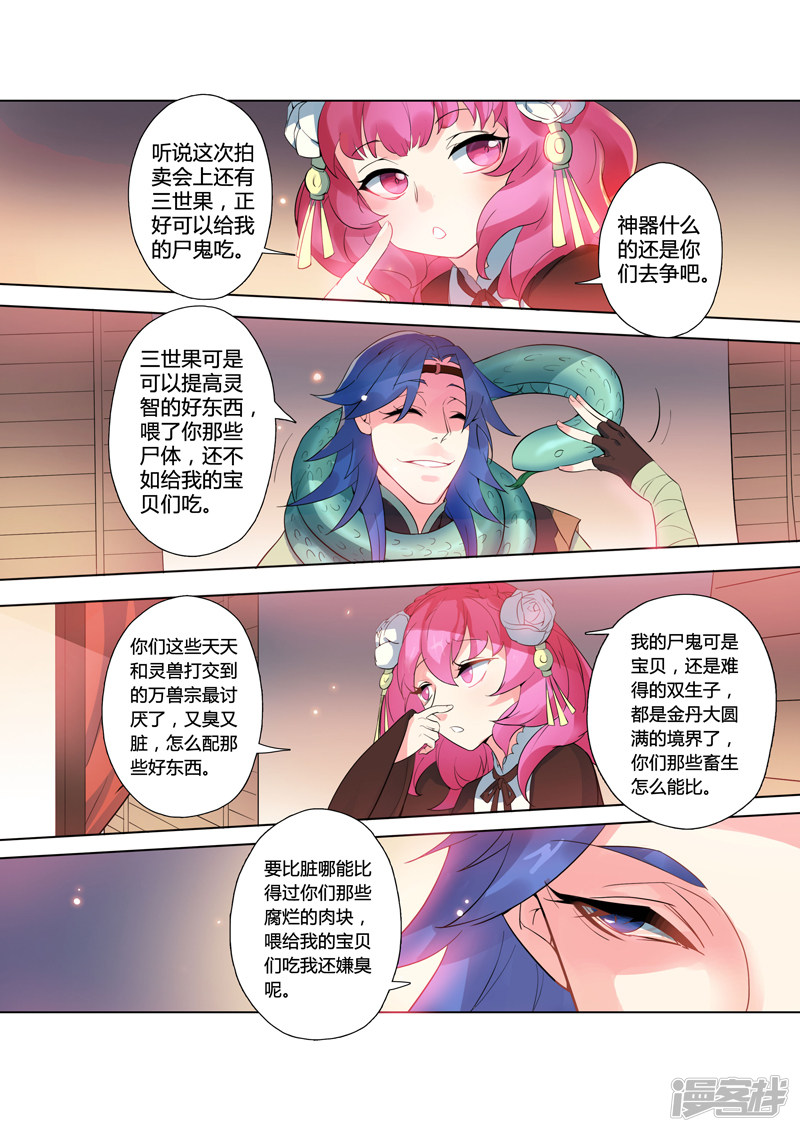 听说这次拍
卖会上还有
三世果，正
好可以给我
的尸鬼吃。
神器什么
的还是你
们去争吧。
三世果可是
可以提高灵
智的好东西，
喂了你那些
尸体，还不
如给我的宝
贝们吃。
你们这些天天
和灵兽打交到
的万兽宗最讨
厌了，又臭又
脏，怎么配那
些好东西。
我的尸鬼可是
宝贝，还是难
得的双生子，
都是金丹大圆
满的境界了，
你们那些畜生
怎么能比。
要比脏哪能比
得过你们那些
腐烂的肉块，
喂给我的宝贝
们吃我还嫌臭
呢。
漫客栈